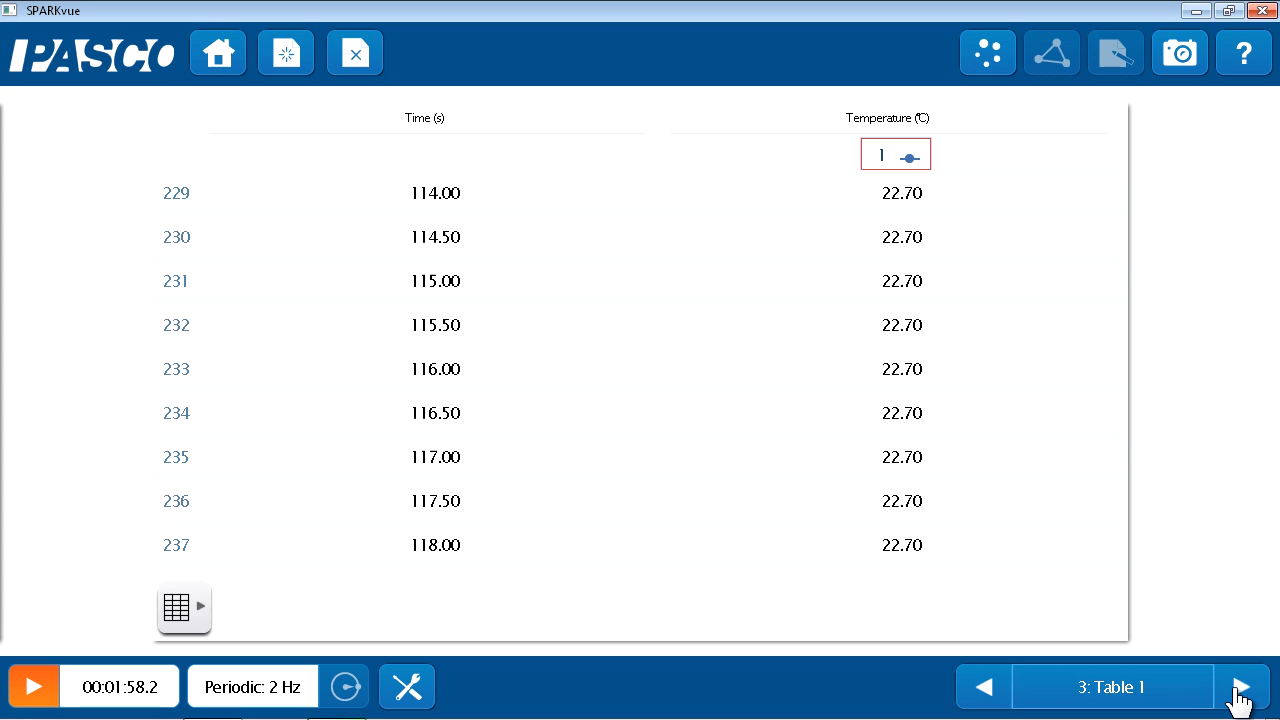 SPARKvue
PASCO
?
Time (s) Temperature (°C)
1
229 114.00 22.70
230 114.50 22.70
231 115.00 22.70
232 115.50 22.70
233 116.00 22.70
234 116.50 22.70
235 117.00 22.70
236 117.50 22.70
237 118.00 22.70
00:01:58.2 Periodic: 2 Hz 3: Table 1